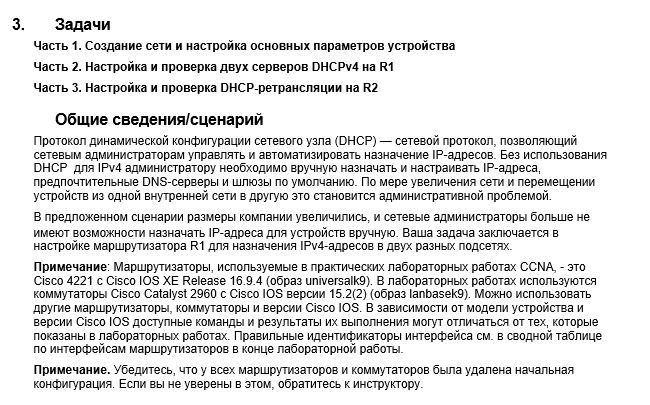 3. Задачи
Часть 1. Создание сети и настройка основных параметров устройства
Часть 2. Настройка и проверка двух серверов DHCPv4 на R1
Часть 3. Настройка и проверка DHCP-ретрансляции на R2
Общие сведения/сценарий
Протокол динамической конфигурации сетевого узла (DHCP) — сетевой протокол, позволяющий
сетевым администраторам управлять и автоматизировать назначение IP-адресов. Без использования
DHCP для IPv4 администратору необходимо вручную назначать и настраивать IP-адреса,
предпочтительные DNS-серверы и шлюзы по умолчанию. По мере увеличения сети и перемещении
устройств из одной внутренней сети в другую это становится административной проблемой.
В предложенном сценарии размеры компании увеличились, и сетевые администраторы больше не
имеют возможности назначать IP-адреса для устройств вручную. Ваша задача заключается в
настройке маршрутизатора R1 для назначения IPv4-адресов в двух разных подсетях.
Примечание: Маршрутизаторы, используемые в практических лабораторных работах CCNA, - это
Cisco 4221 с Cisco IOS XE Release 16.9.4 (образ universalk9). В лабораторных работах используются
коммутаторы Cisco Catalyst 2960 с Cisco IOS версии 15.2(2) (образ lanbasek9). Можно использовать
другие маршрутизаторы, коммутаторы и версии Cisco IOS. В зависимости от модели устройства и
версии Cisco IOS доступные команды и результаты их выполнения могут отличаться от тех, которые
показаны в лабораторных работах. Правильные идентификаторы интерфейса см. в сводной таблице
по интерфейсам маршрутизаторов в конце лабораторной работы.
Примечание. Убедитесь, что у всех маршрутизаторов и коммутаторов была удалена начальная
конфигурация. Если вы не уверены в этом, обратитесь к инструктору.